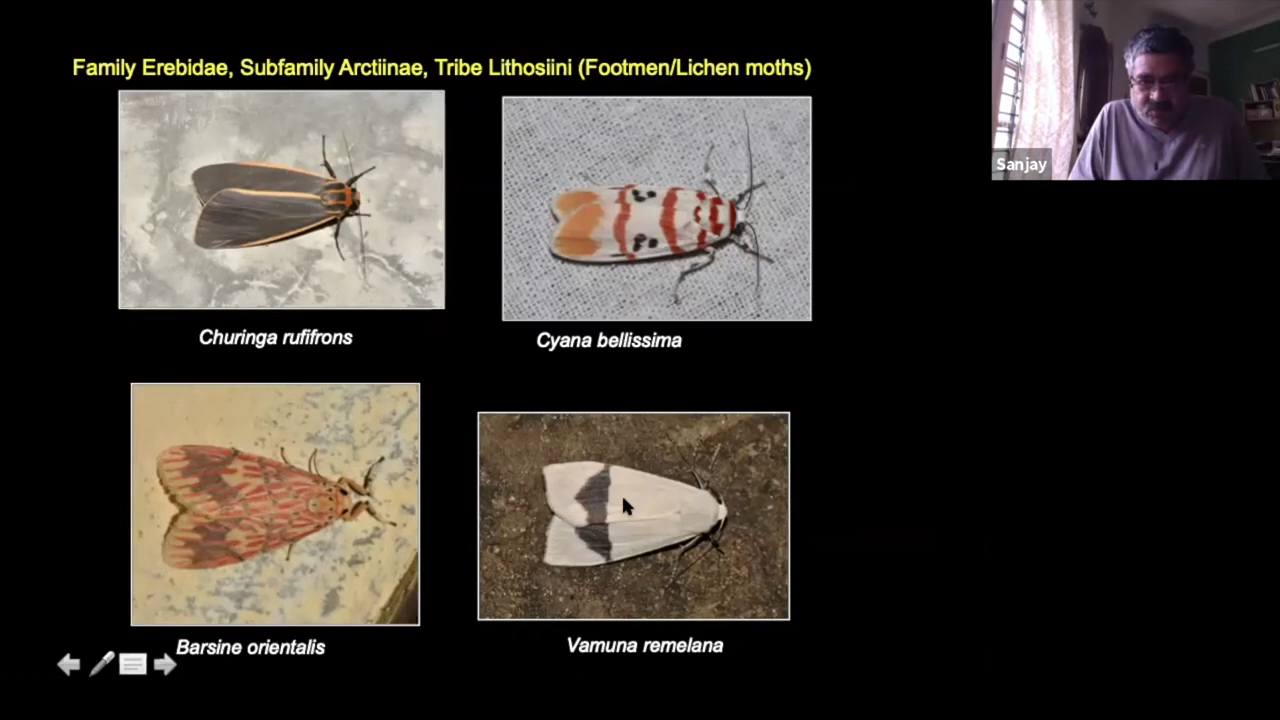 Family Erebidae, Subfamily Arctiinae, Tribe Lithosiini (Footmen/Lichen moths)
Sanjay
Churinga rufifrons
Cyana bellissima
Barsine orientalis
Vamuna remelana